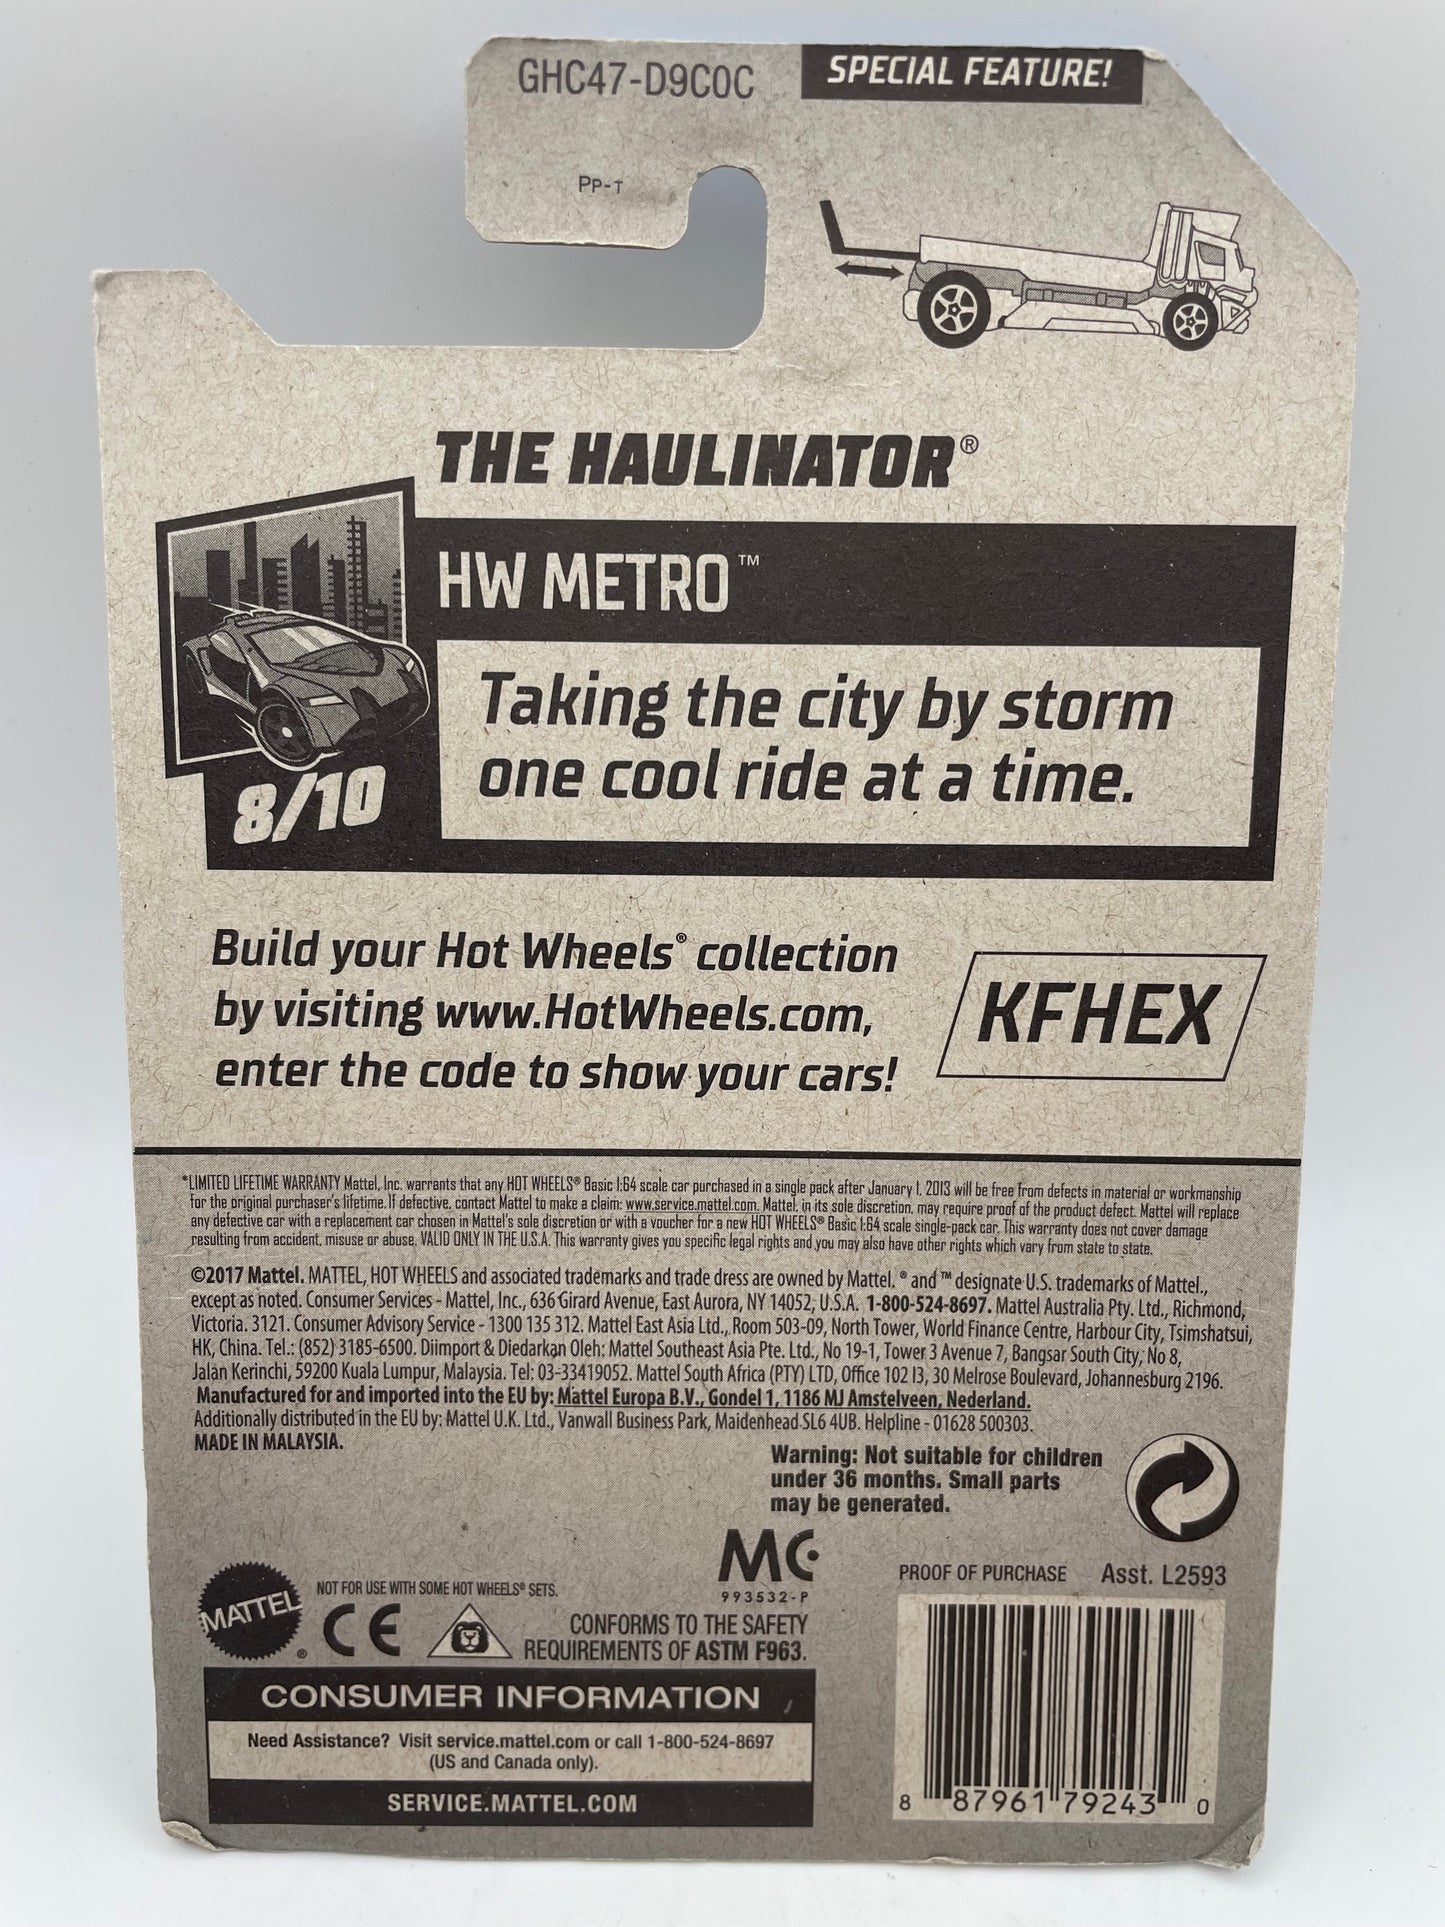 GHC47-D9C0C
SPECIAL FEATURE!
PP-T
THE HAULINATOR®
HW METRO™
Taking the city by storm
one cool ride at a time.
8/10
Build your Hot Wheels® collection
by visiting www.HotWheels.com,
enter the code to show your cars!
KFHEX
*LIMITED LIFETIME WARRANTY Mattel, Inc. warrants that any HOT WHEELS® Basic 1:64 scale car purchased in a single pack after January 1, 2013 will be free from defects in material or workmanship
for the original purchaser's lifetime. If defective, contact Mattel to make a claim: www.service.mattel.com. Mattel, in its sole discretion, may require proof of the product defect. Mattel will replace
any defective car with a replacement car chosen in Mattel's sole discretion or with a voucher for a new HOT WHEELS® Basic 1:64 scale single-pack car. This warranty does not cover damage
resulting from accident, misuse or abuse. VALID ONLY IN THE U.S.A. This warranty gives you specific legal rights and you may also have other rights which vary from state to state.
©2017 Mattel. MATTEL, HOT WHEELS and associated trademarks and trade dress are owned by Mattel. ® and ™ designate U.S. trademarks of Mattel.,
except as noted. Consumer Services - Mattel, Inc., 636 Girard Avenue, East Aurora, NY 14052, U.S.A. 1-800-524-8697. Mattel Australia Pty. Ltd., Richmond,
Victoria. 3121. Consumer Advisory Service - 1300 135 312. Mattel East Asia Ltd., Room 503-09, North Tower, World Finance Centre, Harbour City, Tsimshatsui,
HK, China. Tel.: (852) 3185-6500. Diimport & Diedarkan Oleh: Mattel Southeast Asia Pte. Ltd., No 19-1, Tower 3 Avenue 7, Bangsar South City, No 8,
Jalan Kerinchi, 59200 Kuala Lumpur, Malaysia. Tel: 03-33419052. Mattel South Africa (PTY) LTD, Office 102 I3, 30 Melrose Boulevard, Johannesburg 2196.
Manufactured for and imported into the EU by: Mattel Europa B.V., Gondel 1, 1186 MJ Amstelveen, Nederland.
Additionally distributed in the EU by: Mattel U.K. Ltd., Vanwall Business Park, Maidenhead SL6 4UB. Helpline - 01628 500303.
MADE IN MALAYSIA.
Warning: Not suitable for children
under 36 months. Small parts
may be generated.
MC
993532-P
PROOF OF PURCHASE Asst. L2593
MATTEL®
NOT FOR USE WITH SOME HOT WHEELS® SETS.
CE
CONFORMS TO THE SAFETY
REQUIREMENTS OF ASTM F963.
CONSUMER INFORMATION
Need Assistance? Visit service.mattel.com or call 1-800-524-8697
(US and Canada only).
SERVICE.MATTEL.COM
8 87961 79243 0